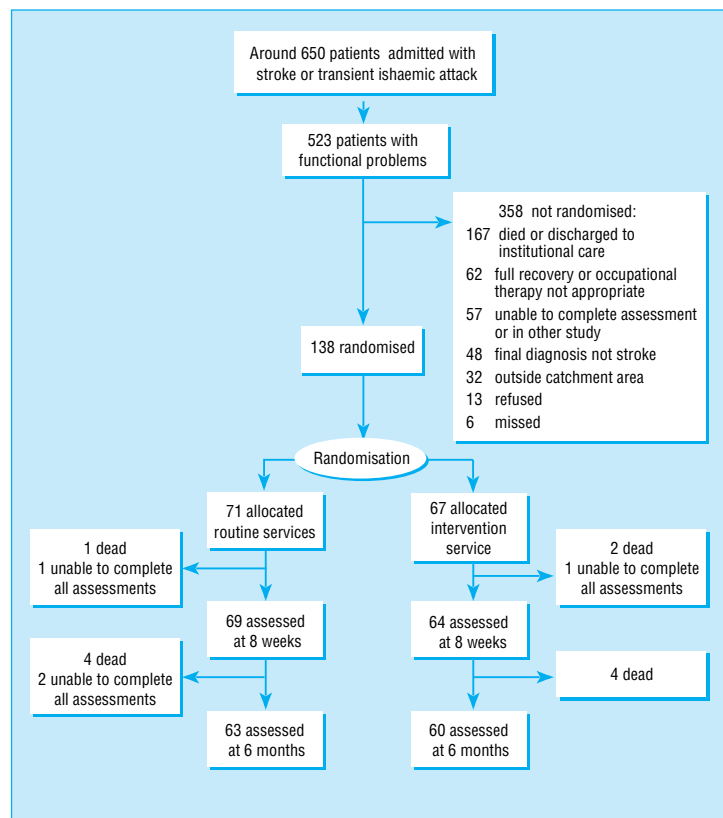 Around 650 patients admitted with
stroke or transient ishaemic attack
523 patients with
functional problems
358 not randomised:
167 died or discharged to
institutional care
62 full recovery or occupational
therapy not appropriate
57 unable to complete assessment
or in other study
48 final diagnosis not stroke
32 outside catchment area
13 refused
6 missed
138 randomised
Randomisation
71 allocated
routine services
67 allocated
intervention
service
1 dead
1 unable to complete
all assessments
2 dead
1 unable to complete
all assessments
69 assessed
at 8 weeks
64 assessed
at 8 weeks
4 dead
2 unable to complete
all assessments
4 dead
63 assessed
at 6 months
60 assessed
at 6 months